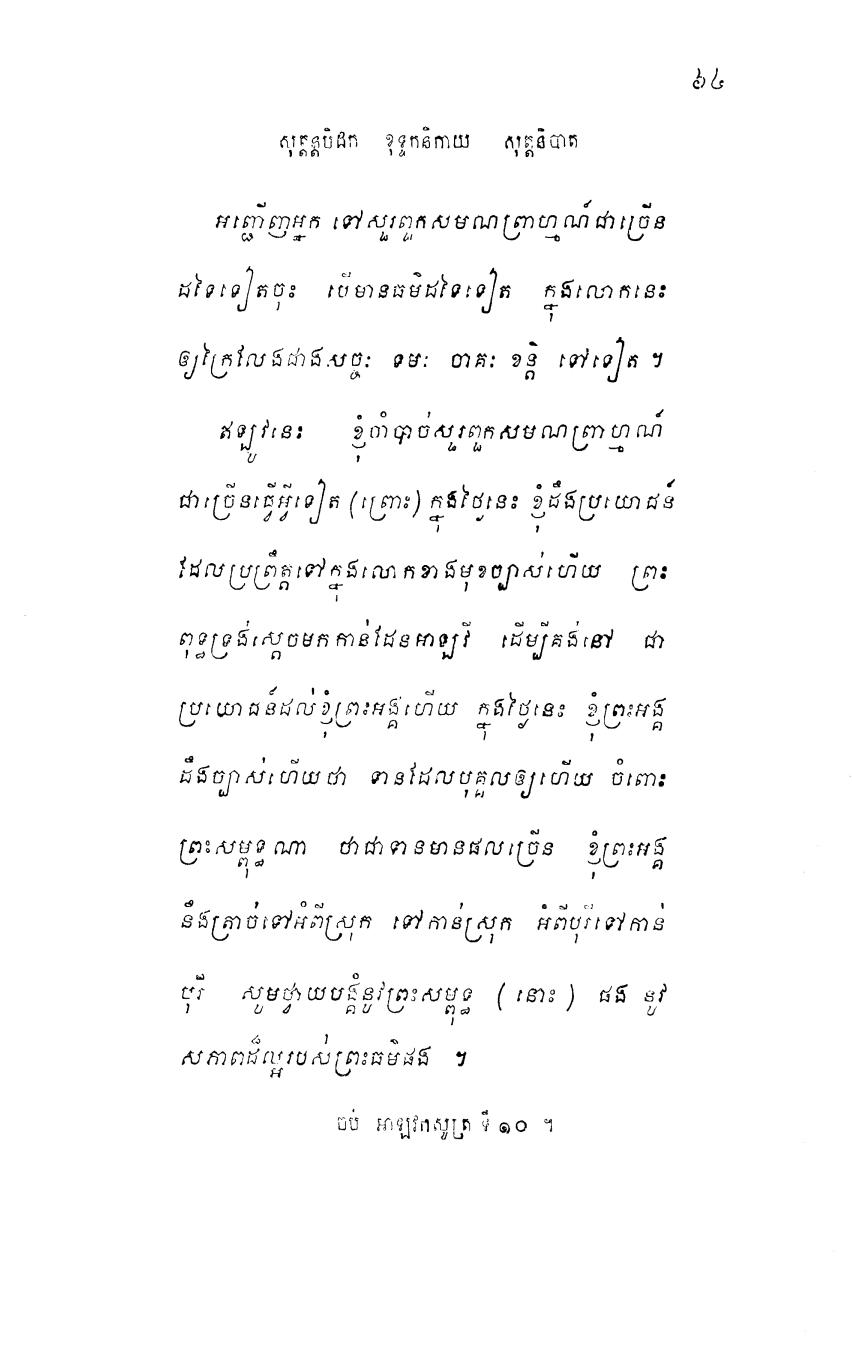 ៦៤
សុត្តន្តបិដក ខុទ្ទកនិកាយ សុត្តនិបាត
អញ្ជើញអ្នក ទៅសួរពួកសមណព្រាហ្មណ៍ជាច្រើន
ដទៃទៀតចុះ បើមានធម៌ដទៃទៀត ក្នុងលោកនេះ
ឲ្យក្រៃលែងជាងសច្ចៈ ទមៈ ចាគៈ ខន្តិ ទៅទៀត ។
ឥឡូវនេះ ខ្ញុំចាំបាច់សួរពួកសមណព្រាហ្មណ៍
ជាច្រើនធ្វើអ្វីទៀត (ព្រោះ) ក្នុងថ្ងៃនេះ ខ្ញុំដឹងប្រយោជន៍
ដែលប្រព្រឹត្តទៅក្នុងលោកខាងមុខច្បាស់ហើយ ព្រះ
ពុទ្ធទ្រង់ស្តេចមកកាន់ដែនអាឡវី ដើម្បីគង់នៅ ជា
ប្រយោជន៍ដល់ខ្ញុំព្រះអង្គហើយ ក្នុងថ្ងៃនេះ ខ្ញុំព្រះអង្គ
ដឹងច្បាស់ហើយថា ទានដែលបុគ្គលឲ្យហើយ ចំពោះ
ព្រះសម្ពុទ្ធណា ថាជាទានមានផលច្រើន ខ្ញុំព្រះអង្គ
នឹងត្រាច់ទៅអំពីស្រុក ទៅកាន់ស្រុក អំពីបុរីទៅកាន់
បុរី សូមថ្វាយបង្គំនូវព្រះសម្ពុទ្ធ (នោះ) ផង នូវ
សភាពដ៏ល្អរបស់ព្រះធម៌ផង ។
ចប់ អាឡវកសូត្រ ទី ១០ ។